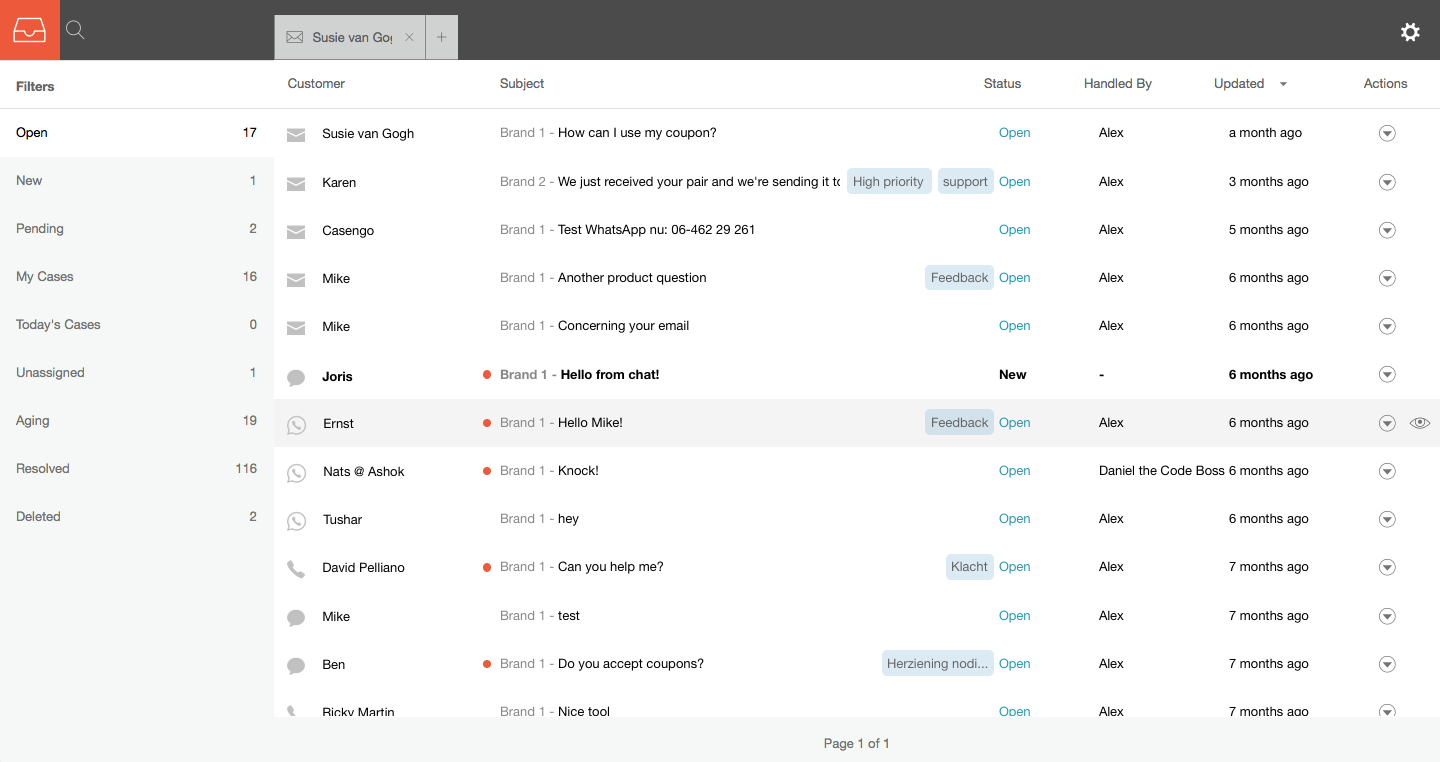 Susie van Gog
Filters
Customer Subject Status Handled By Updated Actions
Open 17
New 1
Pending 2
My Cases 16
Today's Cases 0
Unassigned 1
Aging 19
Resolved 116
Deleted 2
Susie van Gogh Brand 1 - How can I use my coupon? Open Alex a month ago
Karen Brand 2 - We just received your pair and we're sending it to High priority support Open Alex 3 months ago
Casengo Brand 1 - Test WhatsApp nu: 06-462 29 261 Open Alex 5 months ago
Mike Brand 1 - Another product question Feedback Open Alex 6 months ago
Mike Brand 1 - Concerning your email Open Alex 6 months ago
Joris Brand 1 - Hello from chat! New - 6 months ago
Ernst Brand 1 - Hello Mike! Feedback Open Alex 6 months ago
Nats @ Ashok Brand 1 - Knock! Open Daniel the Code Boss 6 months ago
Tushar Brand 1 - hey Open Alex 6 months ago
David Pelliano Brand 1 - Can you help me? Klacht Open Alex 7 months ago
Mike Brand 1 - test Open Alex 7 months ago
Ben Brand 1 - Do you accept coupons? Herziening nodi... Open Alex 7 months ago
Ricky Martin Brand 1 - Nice tool Open Alex 7 months ago
Page 1 of 1